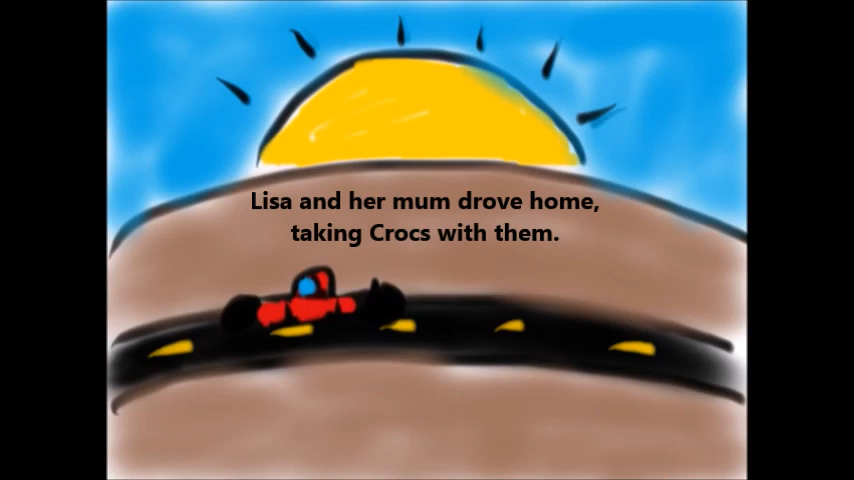 Lisa and her mum drove home,
taking Crocs with them.